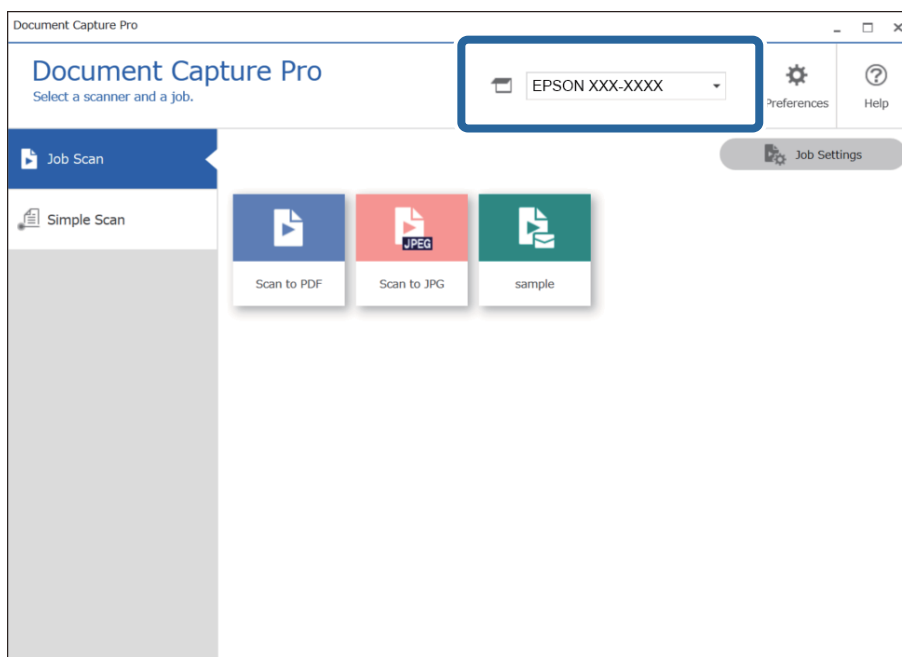 Document Capture Pro
Document Capture Pro
Select a scanner and a job.
EPSON XXX-XXXX
Preferences
Help
Job Scan
Job Settings
Simple Scan
JPEG
Scan to PDF
Scan to JPG
sample